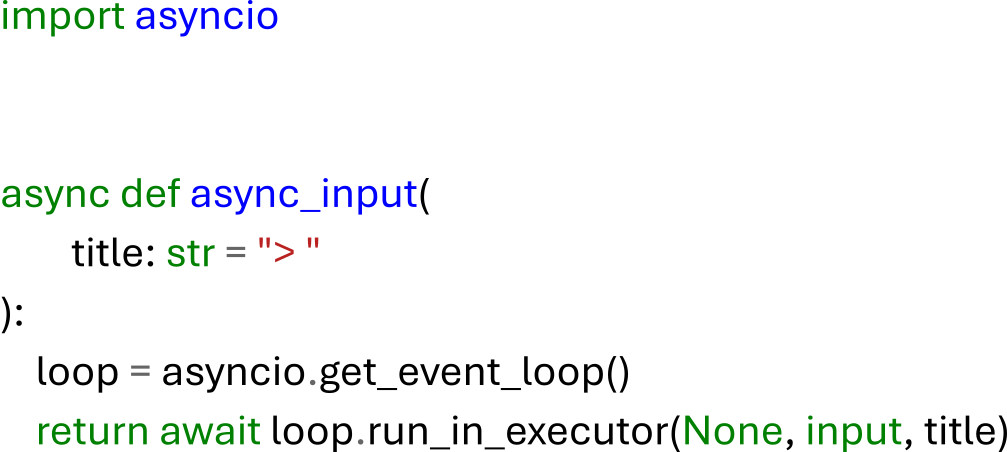 import asyncio
async def async_input(
title: str = "> "
):
loop = asyncio.get_event_loop()
return await loop.run_in_executor(None, input, title)